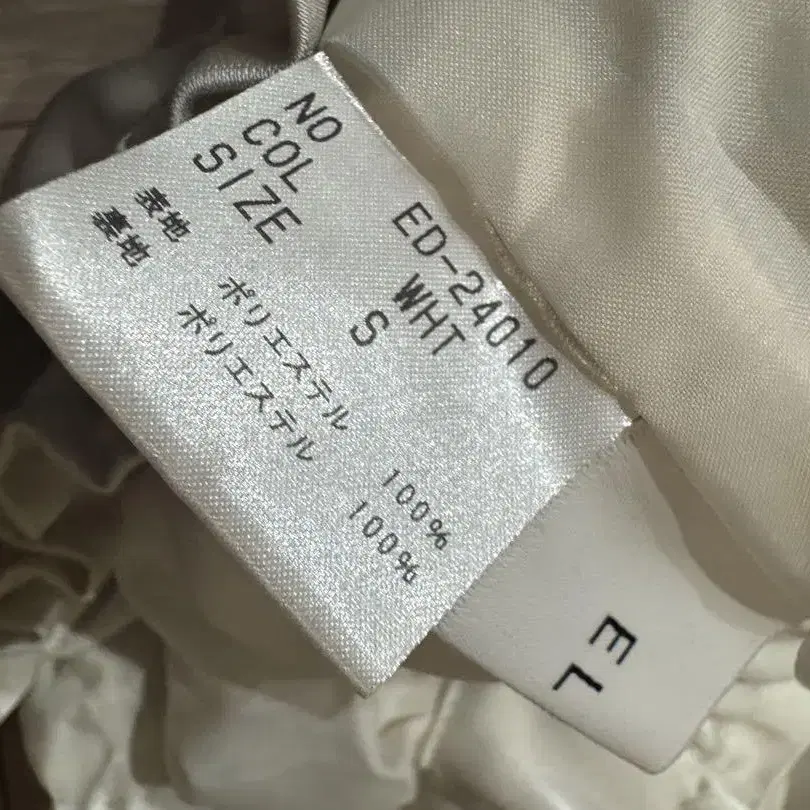 NO ED-24010
COL WHT
SIZE S
表地 ポリエステル 100%
裏地 ポリエステル 100%
EL